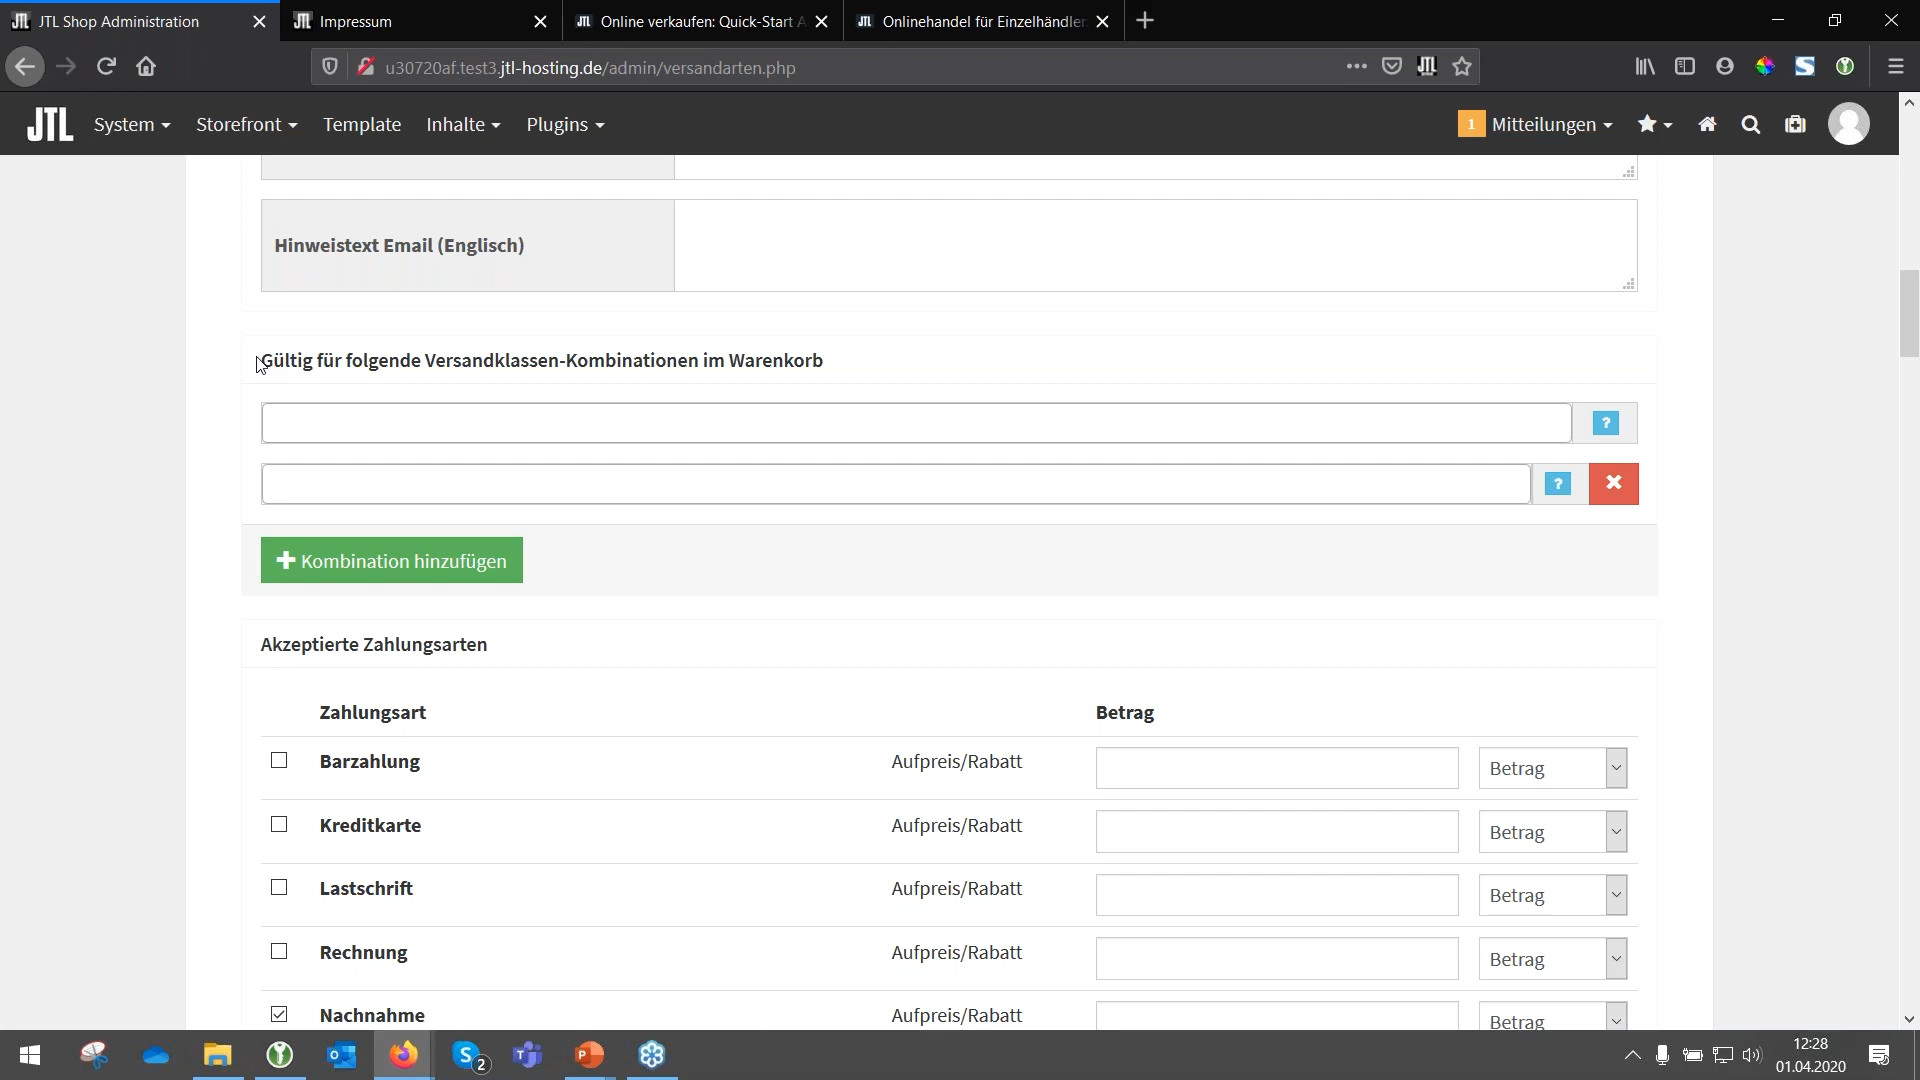 JTL Shop Administration
Impressum
Online verkaufen: Quick-Start A
Onlinehandel für Einzelhändler:
u30720af.test3.jtl-hosting.de/admin/versandarten.php
JTL System Storefront Template Inhalte Plugins 1 Mitteilungen
Hinweistext Email (Englisch)
Gültig für folgende Versandklassen-Kombinationen im Warenkorb
?
?
Kombination hinzufügen
Akzeptierte Zahlungsarten
Zahlungsart Betrag
Barzahlung Aufpreis/Rabatt Betrag
Kreditkarte Aufpreis/Rabatt Betrag
Lastschrift Aufpreis/Rabatt Betrag
Rechnung Aufpreis/Rabatt Betrag
Nachnahme Aufpreis/Rabatt Betrag
2
12:28
01.04.2020